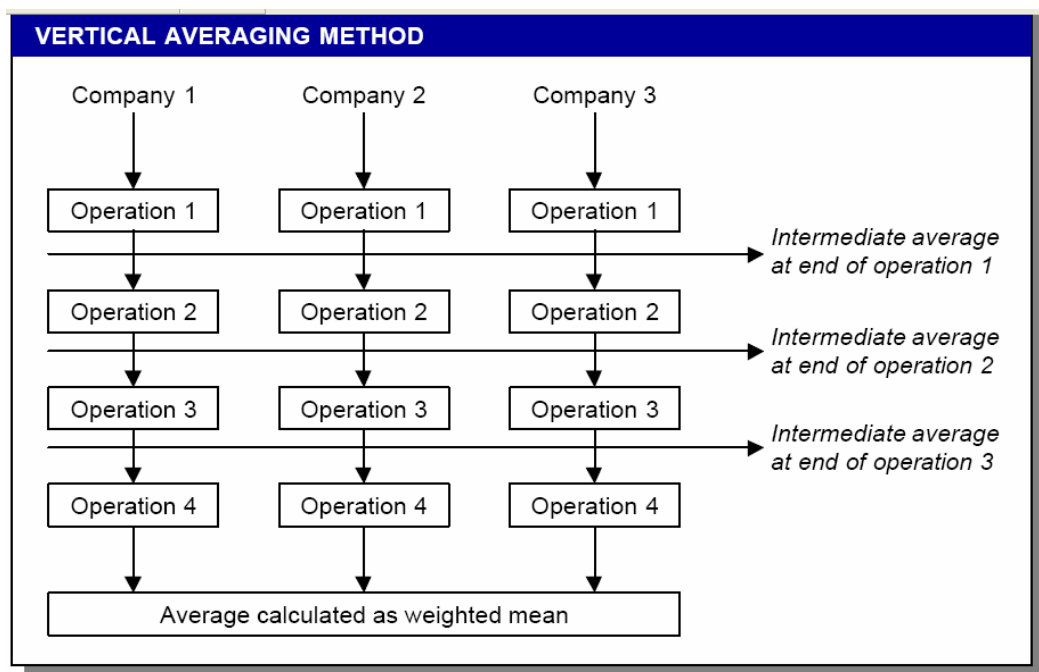 VERTICAL AVERAGING METHOD
Company 1 Company 2 Company 3
Operation 1 Operation 1 Operation 1
Intermediate average
at end of operation 1
Operation 2 Operation 2 Operation 2
Intermediate average
at end of operation 2
Operation 3 Operation 3 Operation 3
Intermediate average
at end of operation 3
Operation 4 Operation 4 Operation 4
Average calculated as weighted mean